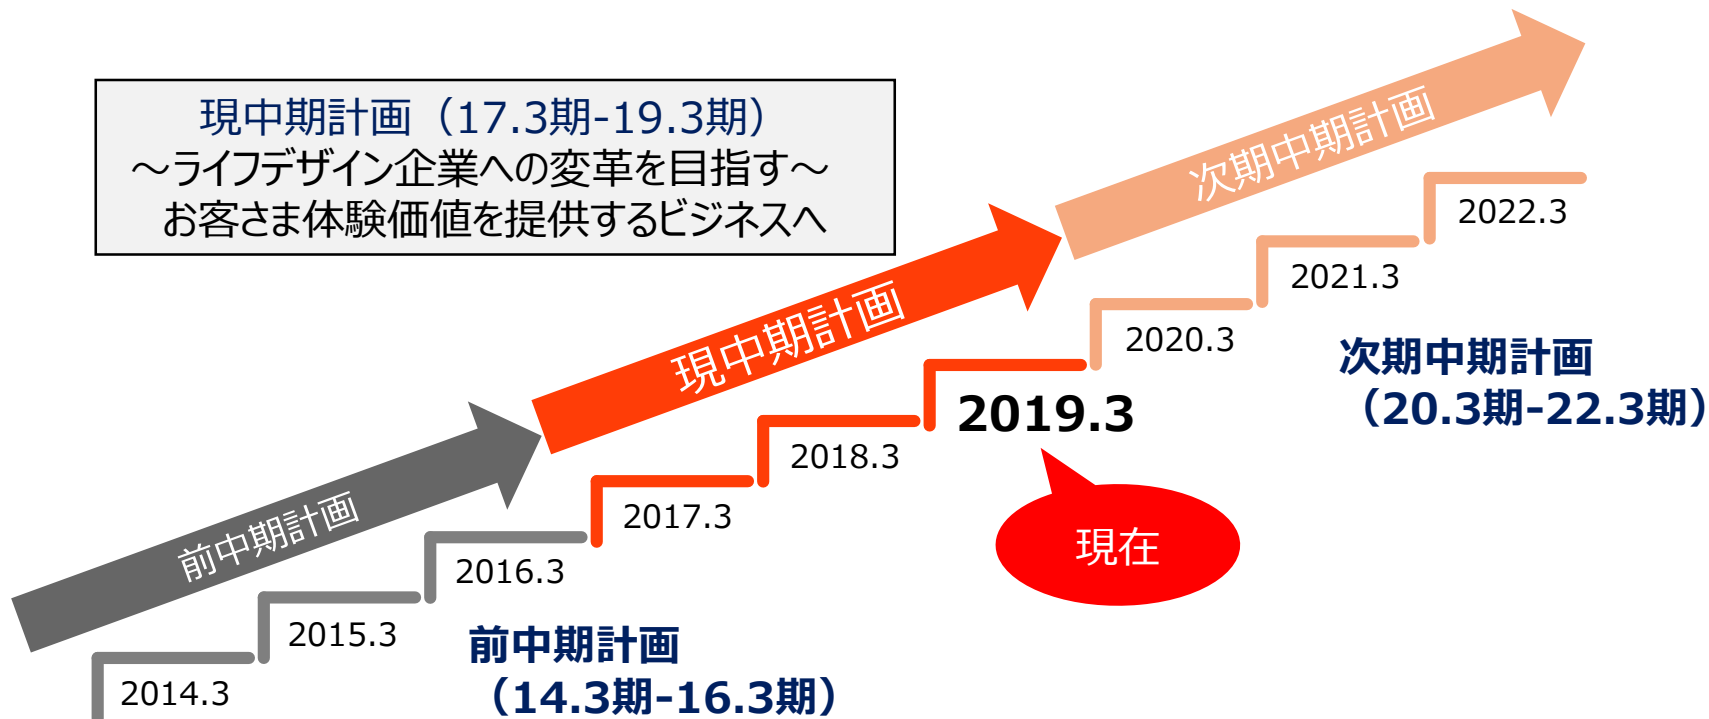 現中期計画（17.3期-19.3期）
～ライフデザイン企業への変革を目指す～
お客さま体験価値を提供するビジネスへ
次期中期計画
現中期計画
前中期計画
2022.3
2021.3
2020.3
次期中期計画
（20.3期-22.3期）
2019.3
2018.3
現在
2017.3
2016.3
2015.3
前中期計画
（14.3期-16.3期）
2014.3